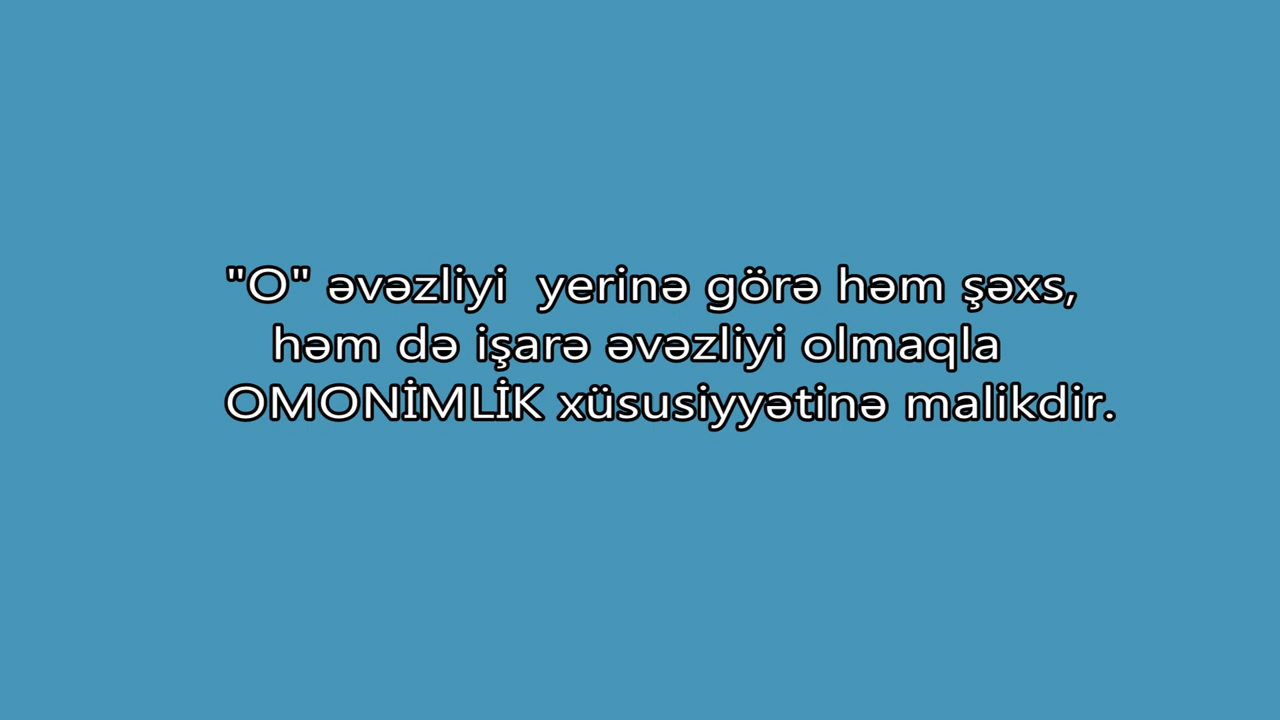 "O" əvəzliyi yerinə görə həm şəxs,
həm də işarə əvəzliyi olmaqla
OMONİMLİK xüsusiyyətinə malikdir.